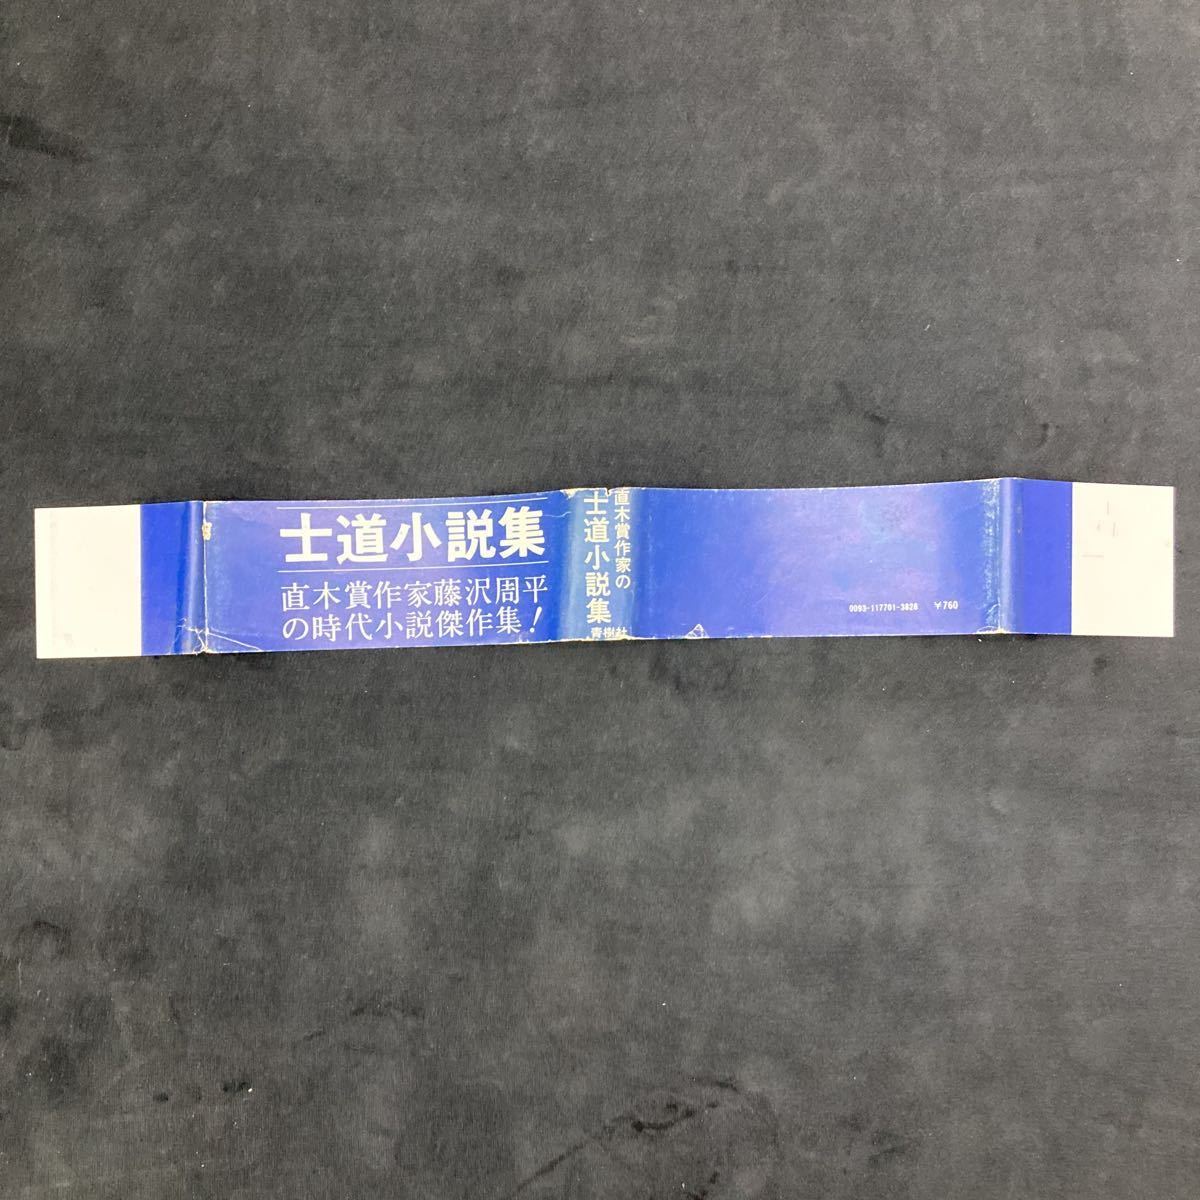 士道小説集
直木賞作家藤沢周平
の時代小説傑作集！
直木賞作家の
士道小説集
青樹社
0093-117701-3828 ¥760